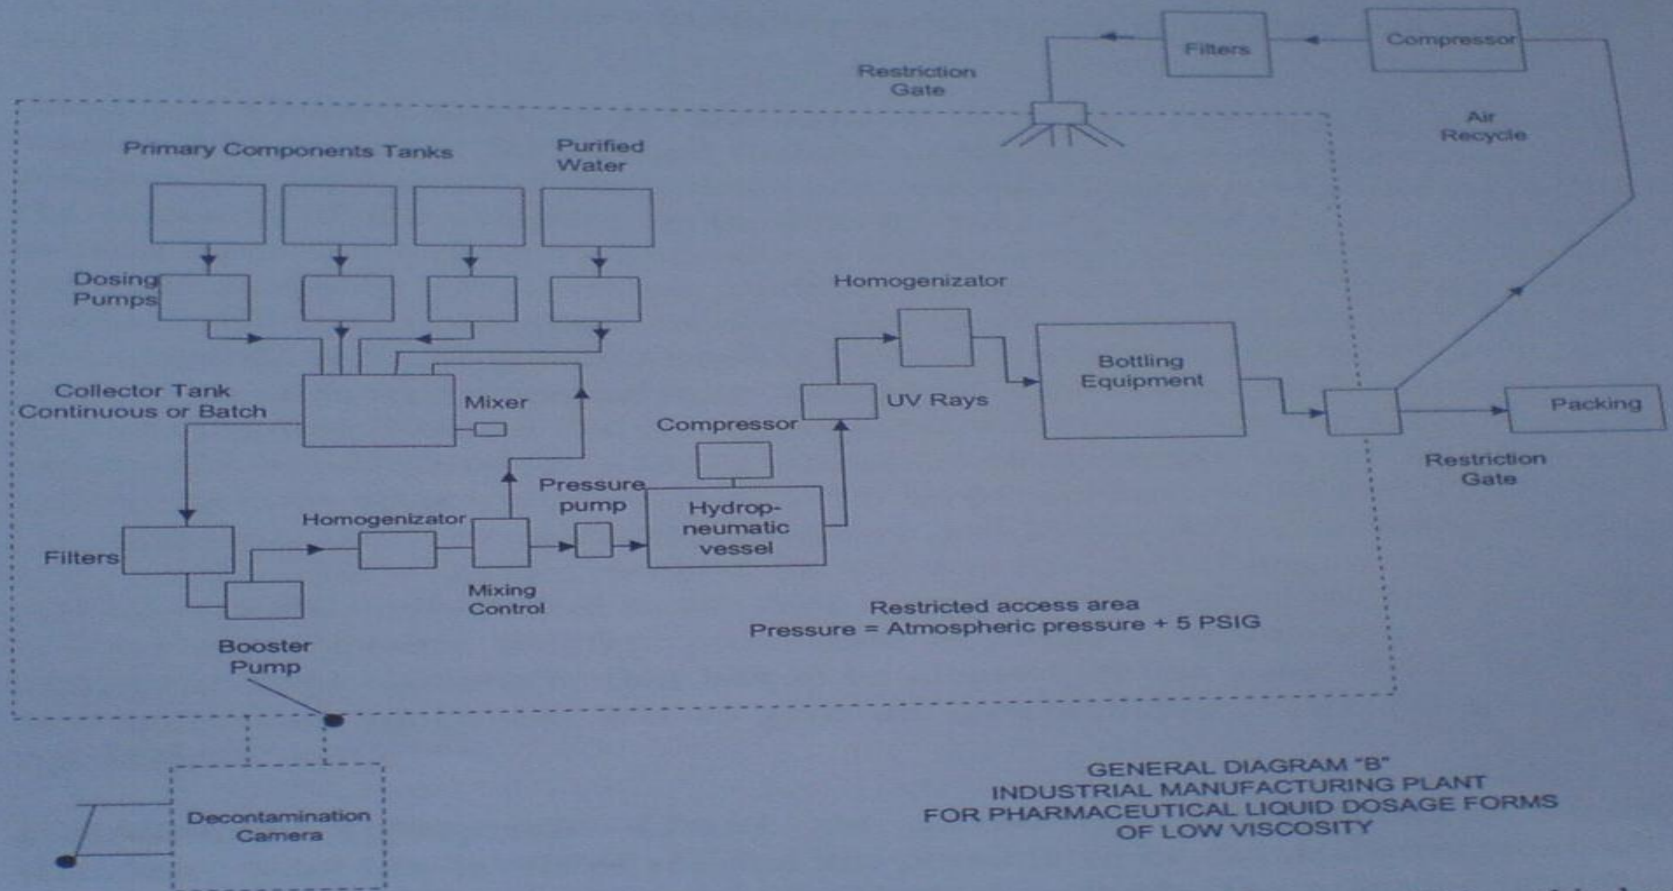 Restriction
Gate
Filters
Compressor
Air
Recycle
Primary Components Tanks
Purified
Water
Dosing
Pumps
Homogenizator
Collector Tank
Continuous or Batch
Mixer
UV Rays
Bottling
Equipment
Packing
Restriction
Gate
Compressor
Pressure
pump
Hydrop-
neumatic
vessel
Homogenizator
Filters
Mixing
Control
Booster
Pump
Restricted access area
Pressure = Atmospheric pressure + 5 PSIG
Decontamination
Camera
GENERAL DIAGRAM "B"
INDUSTRIAL MANUFACTURING PLANT
FOR PHARMACEUTICAL LIQUID DOSAGE FORMS
OF LOW VISCOSITY